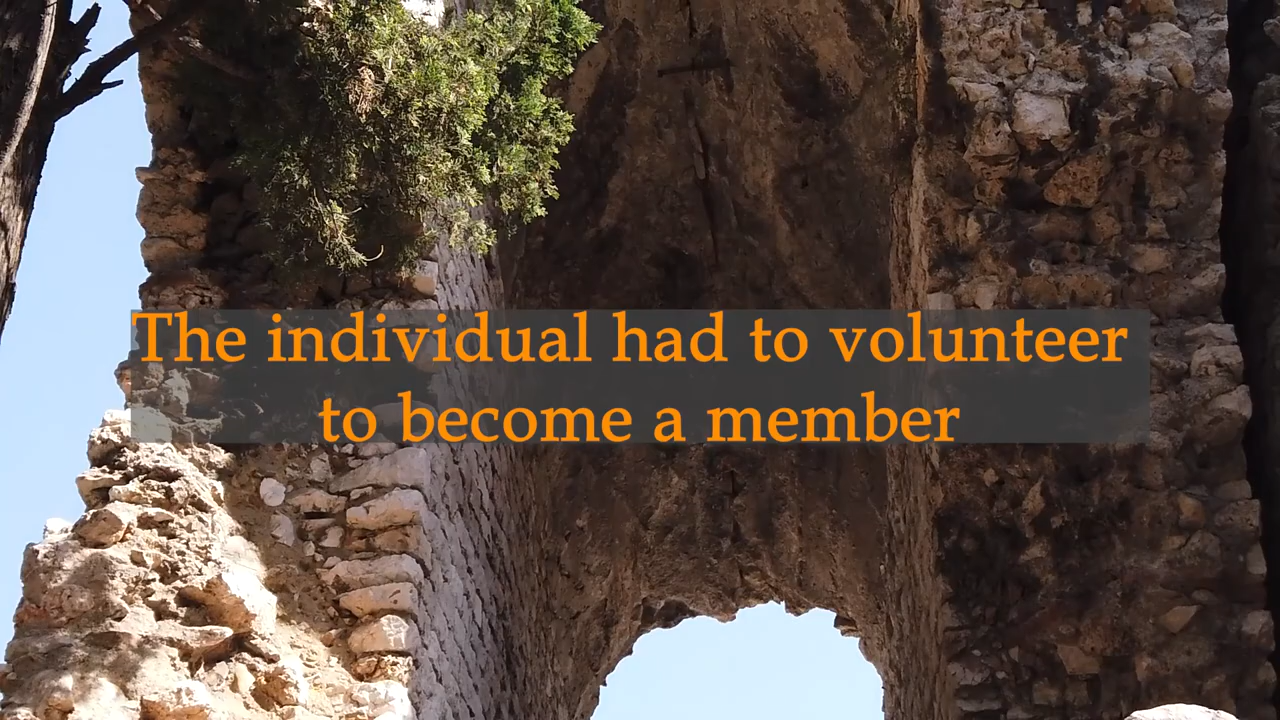 The individual had to volunteer
to become a member